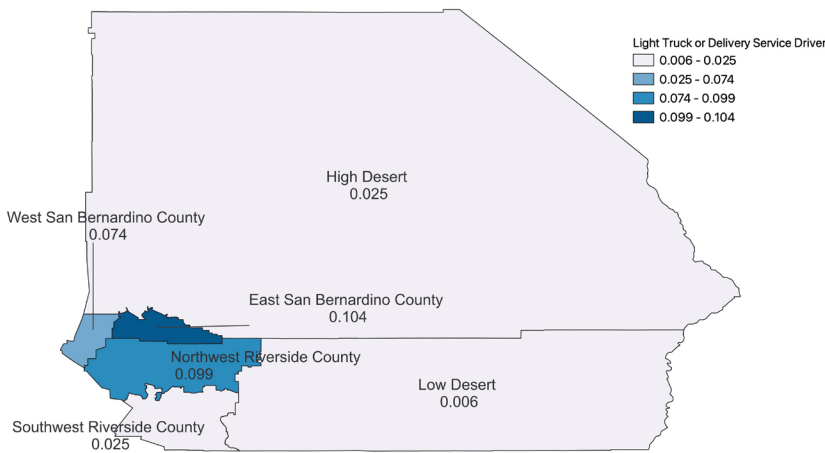 Light Truck or Delivery Service Driver
0.006 - 0.025
0.025 - 0.074
0.074 - 0.099
0.099 - 0.104
High Desert
0.025
West San Bernardino County
0.074
East San Bernardino County
0.104
Northwest Riverside County
0.099
Low Desert
0.006
Southwest Riverside County
0.025